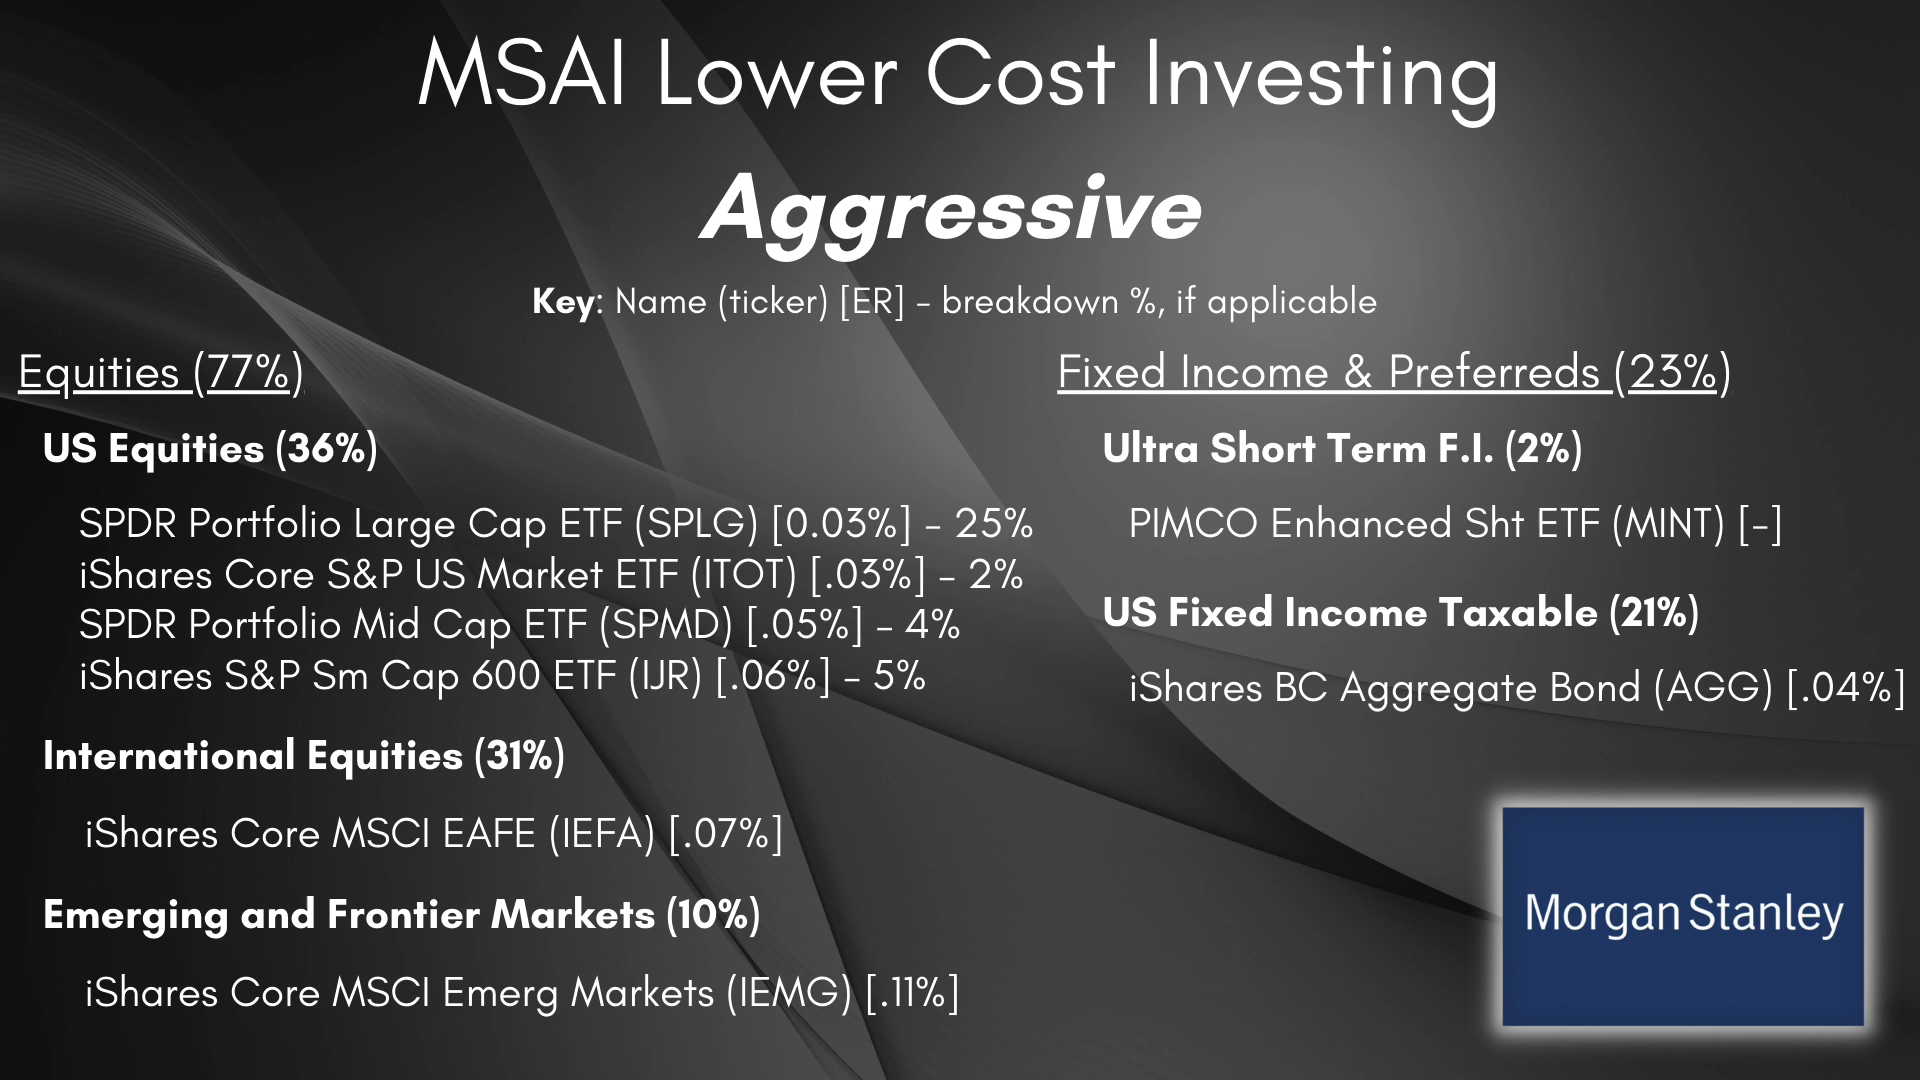 MSAI Lower Cost Investing
Aggressive
Key: Name (ticker) [ER] – breakdown %, if applicable
Equities (77%)
US Equities (36%)
SPDR Portfolio Large Cap ETF (SPLG) [0.03%] – 25%
iShares Core S&P US Market ETF (ITOT) [.03%] – 2%
SPDR Portfolio Mid Cap ETF (SPMD) [.05%] – 4%
iShares S&P Sm Cap 600 ETF (IJR) [.06%] – 5%
International Equities (31%)
iShares Core MSCI EAFE (IEFA) [.07%]
Emerging and Frontier Markets (10%)
iShares Core MSCI Emerg Markets (IEMG) [.11%]
Fixed Income & Preferreds (23%)
Ultra Short Term F.I. (2%)
PIMCO Enhanced Sht ETF (MINT) [-]
US Fixed Income Taxable (21%)
iShares BC Aggregate Bond (AGG) [.04%]
Morgan Stanley